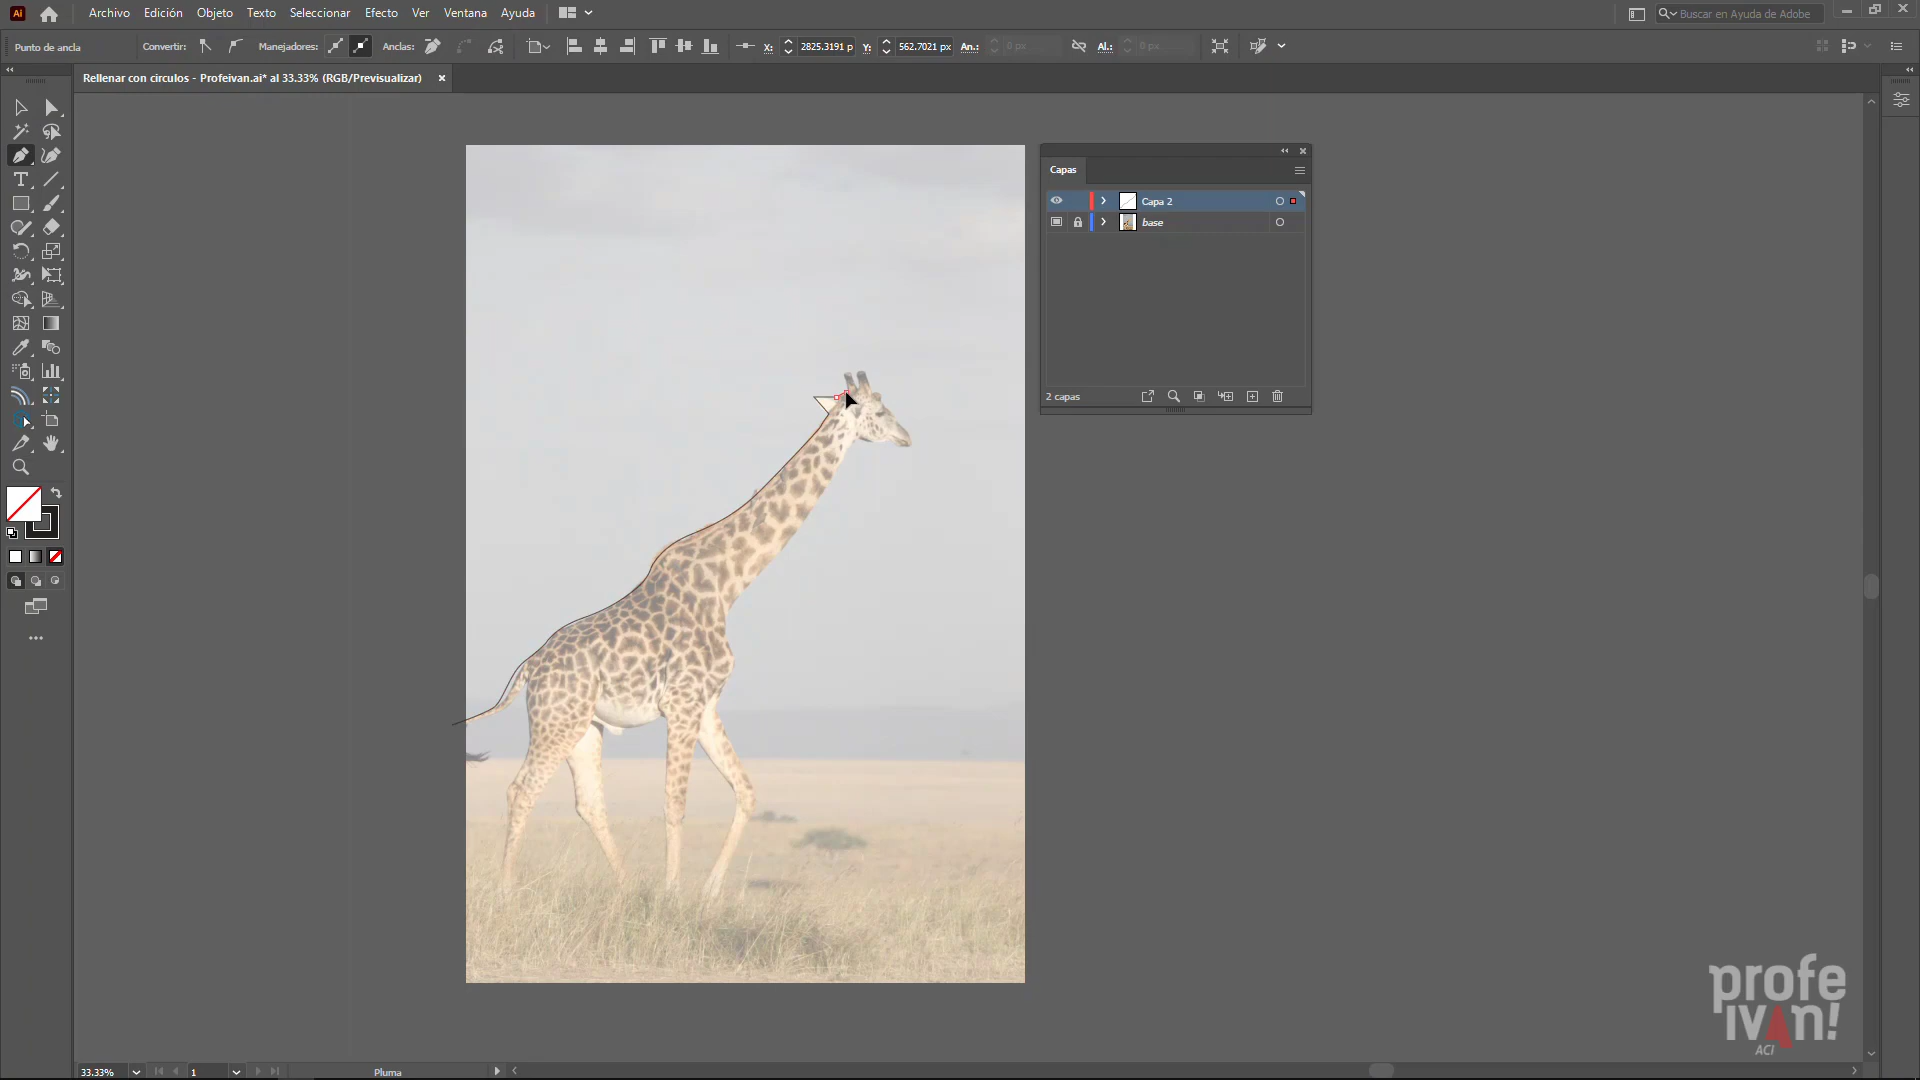 Ai Archivo Edición Objeto Texto Seleccionar Efecto Ver Ventana Ayuda Buscar en Ayuda de Adobe
Punto de ancla Convertir: Manejadores: Anclas: X: 2825.3191 p Y: 562.7021 px An.: 0 px Al.: 0 px
Rellenar con circulos - Profeivan.ai* al 33.33% (RGB/Previsualizar)
Capas
Capa 2
base
2 capas
profe
ivan!
ACI
33.33% 1 Pluma